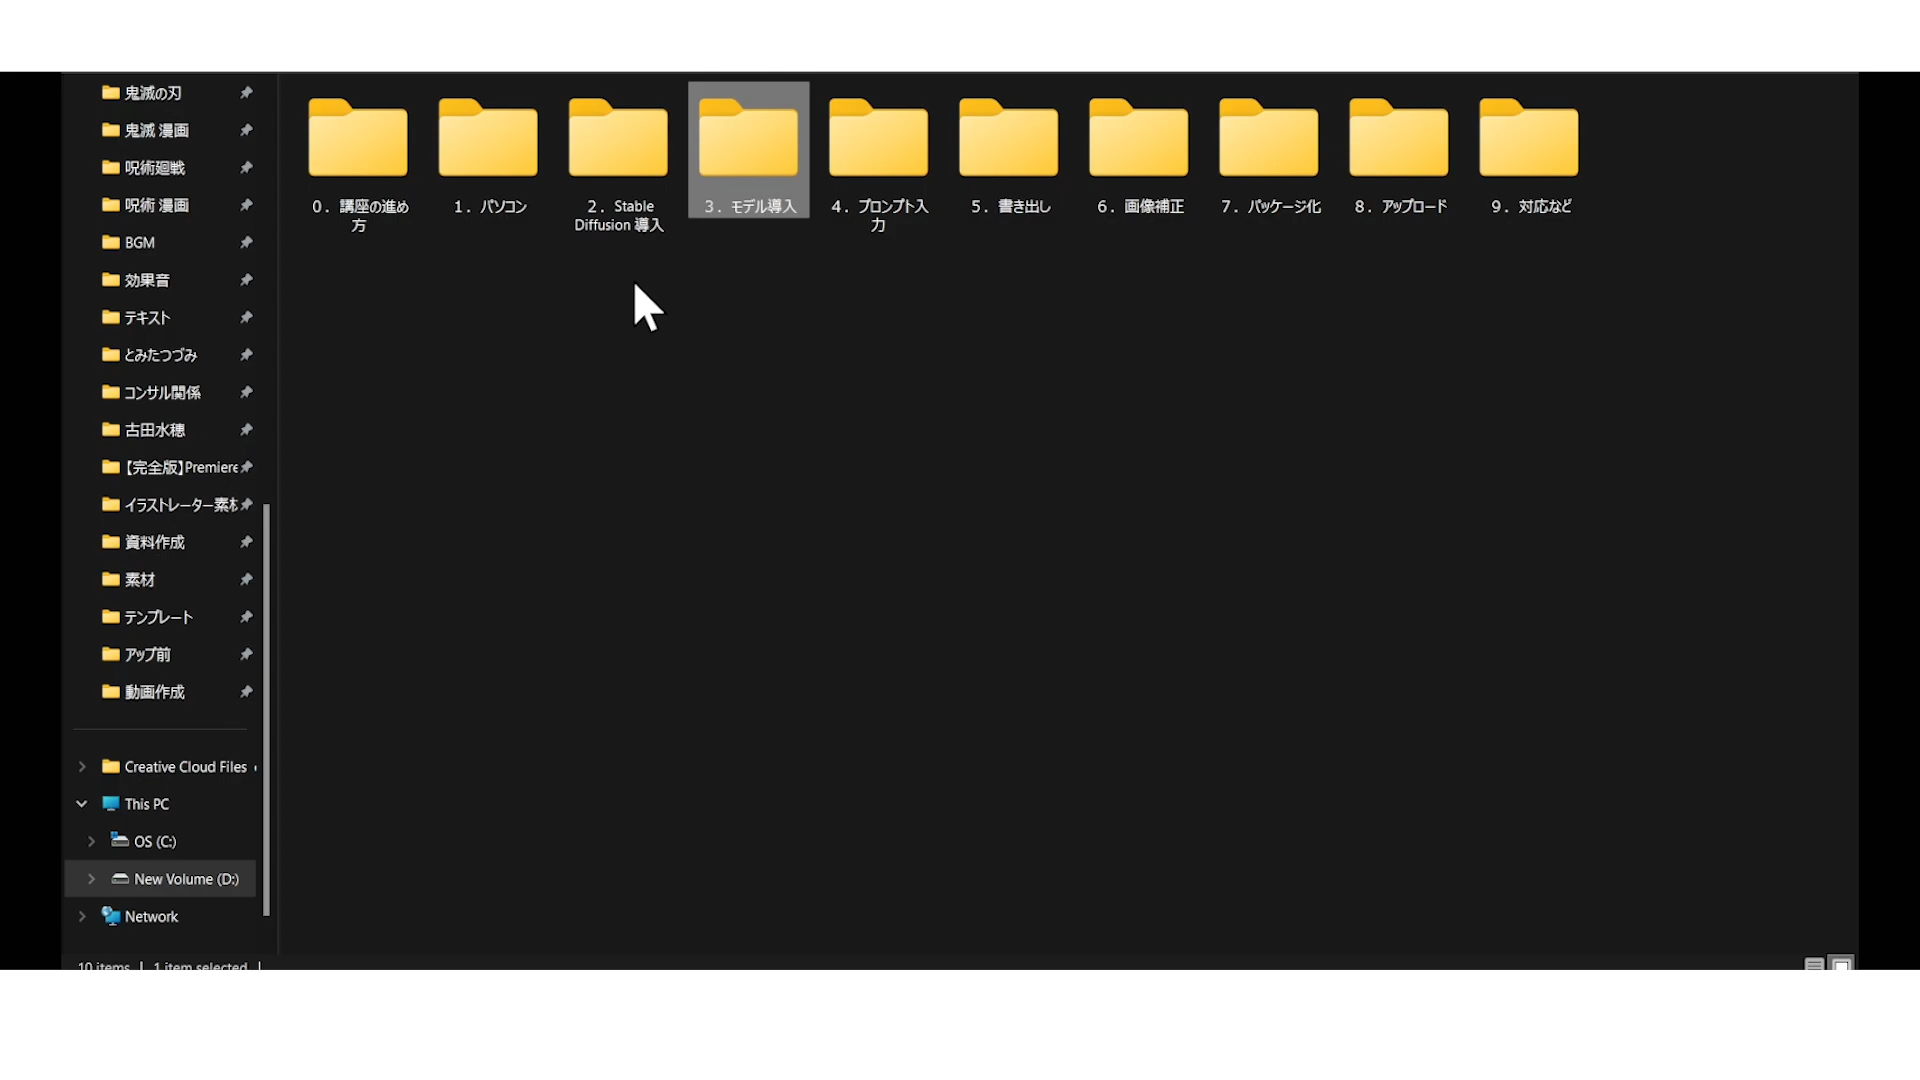 鬼滅の刃
鬼滅 漫画
呪術廻戦
呪術 漫画
BGM
効果音
テキスト
とみたつづみ
コンサル関係
古田水穂
【完全版】Premiere
イラストレーター素材
資料作成
素材
テンプレート
アップ前
動画作成
Creative Cloud Files
This PC
OS (C:)
New Volume (D:)
Network
10 items
1 item selected
0．講座の進め
方
1．パソコン
2．Stable
Diffusion 導入
3．モデル導入
4．プロンプト入
力
5．書き出し
6．画像補正
7．パッケージ化
8．アップロード
9．対応など